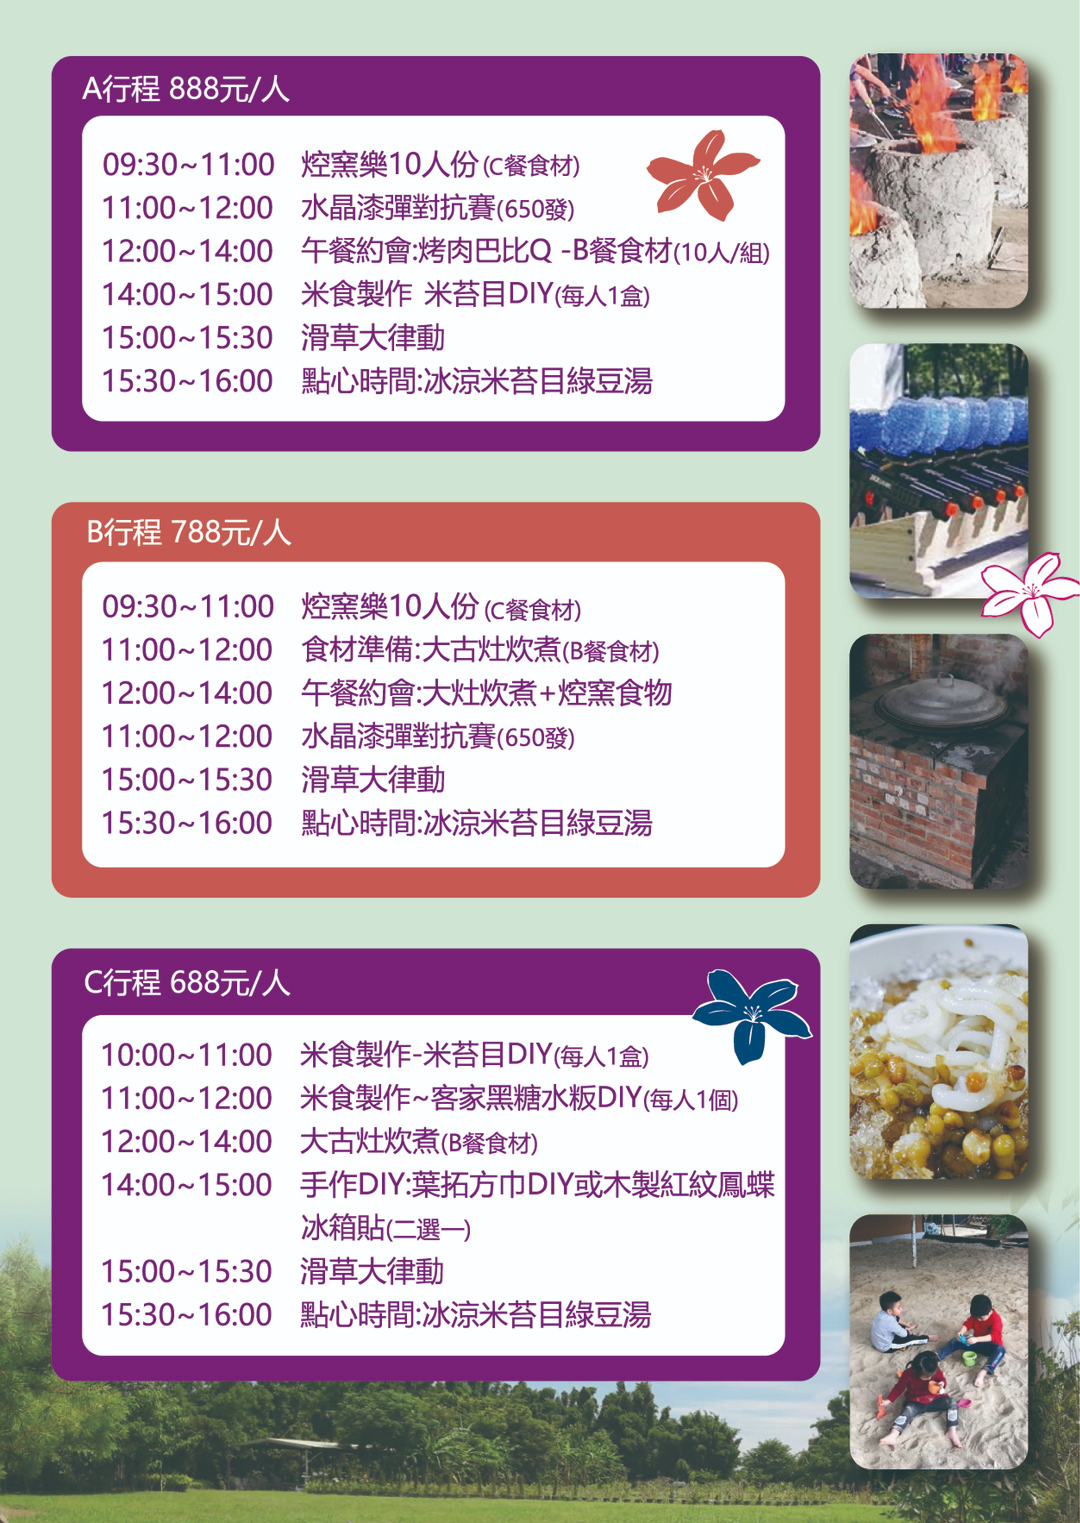 A行程 888元/人
09:30~11:00 焢窯樂10人份(C餐食材)
11:00~12:00 水晶漆彈對抗賽(650發)
12:00~14:00 午餐約會:烤肉巴比Q -B餐食材(10人/組)
14:00~15:00 米食製作 米苔目DIY(每人1盒)
15:00~15:30 滑草大律動
15:30~16:00 點心時間:冰涼米苔目綠豆湯
B行程 788元/人
09:30~11:00 焢窯樂10人份(C餐食材)
11:00~12:00 食材準備:大古灶炊煮(B餐食材)
12:00~14:00 午餐約會:大灶炊煮+焢窯食物
11:00~12:00 水晶漆彈對抗賽(650發)
15:00~15:30 滑草大律動
15:30~16:00 點心時間:冰涼米苔目綠豆湯
C行程 688元/人
10:00~11:00 米食製作-米苔目DIY(每人1盒)
11:00~12:00 米食製作~客家黑糖水粄DIY(每人1個)
12:00~14:00 大古灶炊煮(B餐食材)
14:00~15:00 手作DIY:葉拓方巾DIY或木製紅紋鳳蝶
冰箱貼(二選一)
15:00~15:30 滑草大律動
15:30~16:00 點心時間:冰涼米苔目綠豆湯